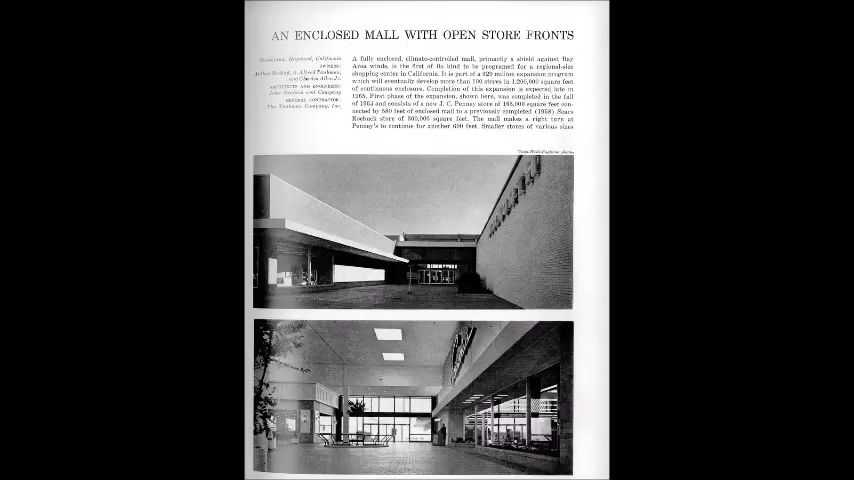 AN ENCLOSED MALL WITH OPEN STORE FRONTS
Southland, Hayward, California
OWNERS:
Arthur Rubloff, A. Alfred Taubman,
and Charles Allen Jr.
ARCHITECTS AND ENGINEERS:
John Graham and Company
GENERAL CONTRACTOR:
The Taubman Company, Inc.
A fully enclosed, climate-controlled mall, primarily a shield against Bay
Area winds, is the first of its kind to be programed for a regional-size
shopping center in California. It is part of a $20 million expansion program
which will eventually develop more than 100 stores in 1,200,000 square feet
of continuous enclosure. Completion of this expansion is expected late in
1965. First phase of the expansion, shown here, was completed in the fall
of 1964 and consists of a new J. C. Penney store of 165,000 square feet con-
nected by 580 feet of enclosed mall to a previously completed (1958) Sears
Roebuck store of 300,000 square feet. The mall makes a right turn at
Penney's to continue for another 600 feet. Smaller stores of various sizes
photos